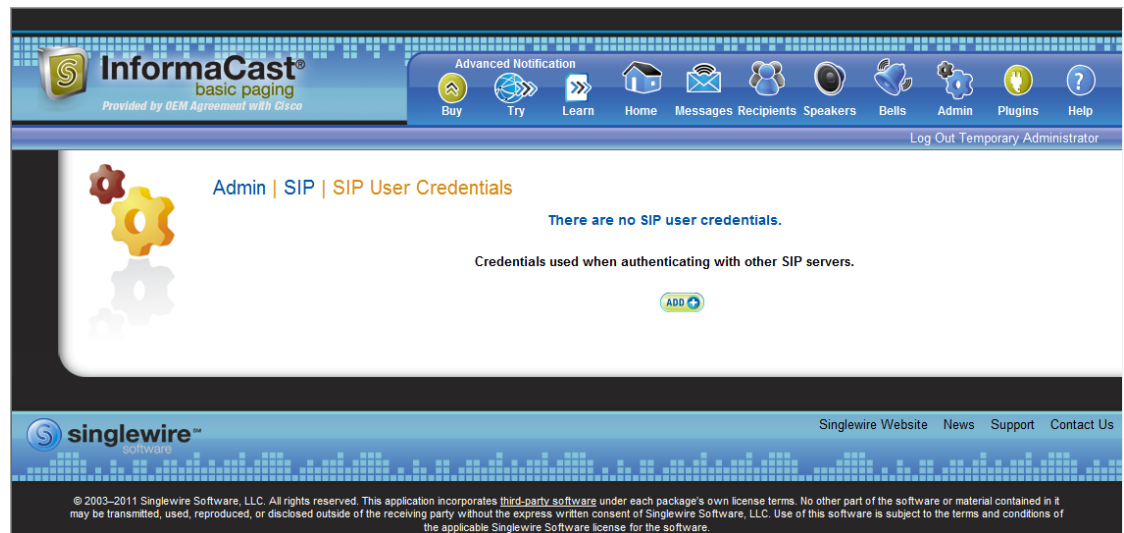 InformaCast®
basic paging
Provided by OEM Agreement with Cisco
Advanced Notification
Buy Try Learn Home Messages Recipients Speakers Bells Admin Plugins Help
Log Out Temporary Administrator
Admin | SIP | SIP User Credentials
There are no SIP user credentials.
Credentials used when authenticating with other SIP servers.
ADD
singlewire℠
software
Singlewire Website News Support Contact Us
© 2003–2011 Singlewire Software, LLC. All rights reserved. This application incorporates third-party software under each package's own license terms. No other part of the software or material contained in it
may be transmitted, used, reproduced, or disclosed outside of the receiving party without the express written consent of Singlewire Software, LLC. Use of this software is subject to the terms and conditions of
the applicable Singlewire Software license for the software.